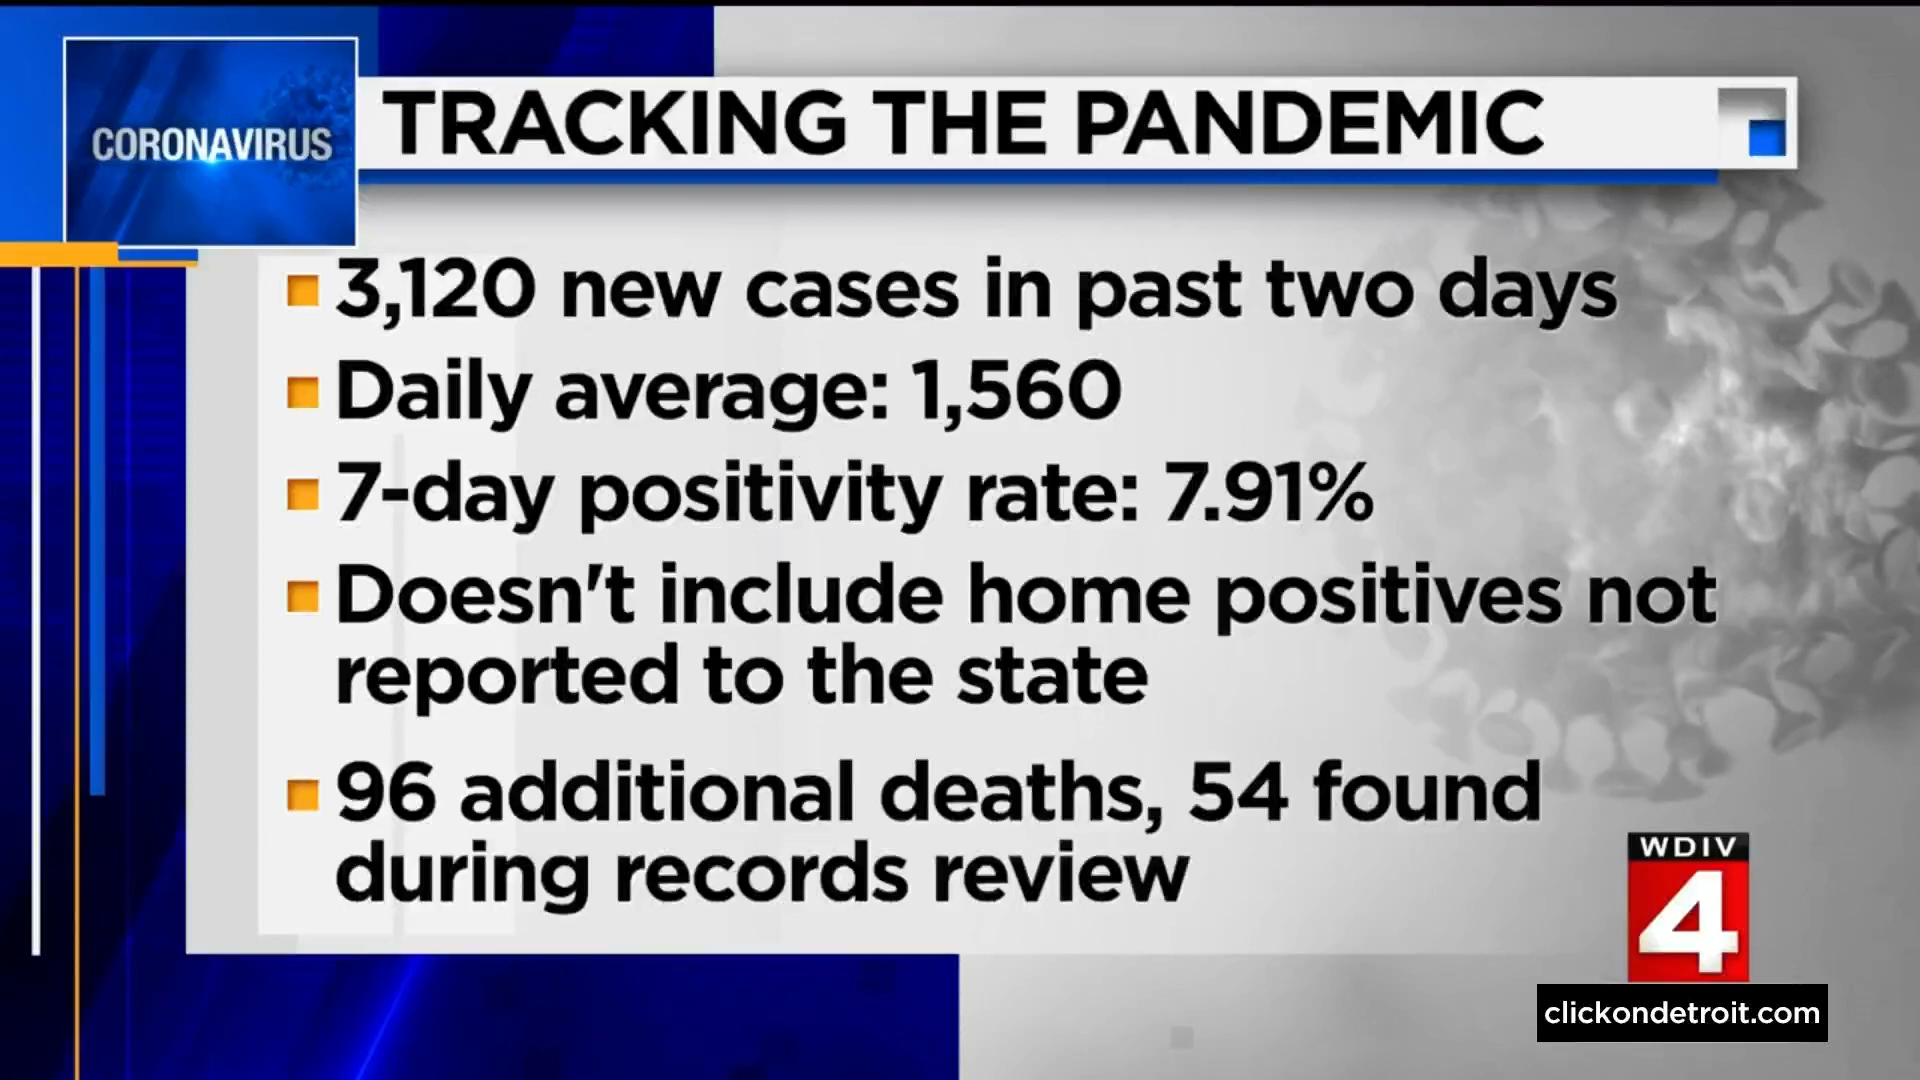 CORONAVIRUS
TRACKING THE PANDEMIC
3,120 new cases in past two days
Daily average: 1,560
7-day positivity rate: 7.91%
Doesn't include home positives not
reported to the state
96 additional deaths, 54 found
during records review
WDIV
4
clickondetroit.com